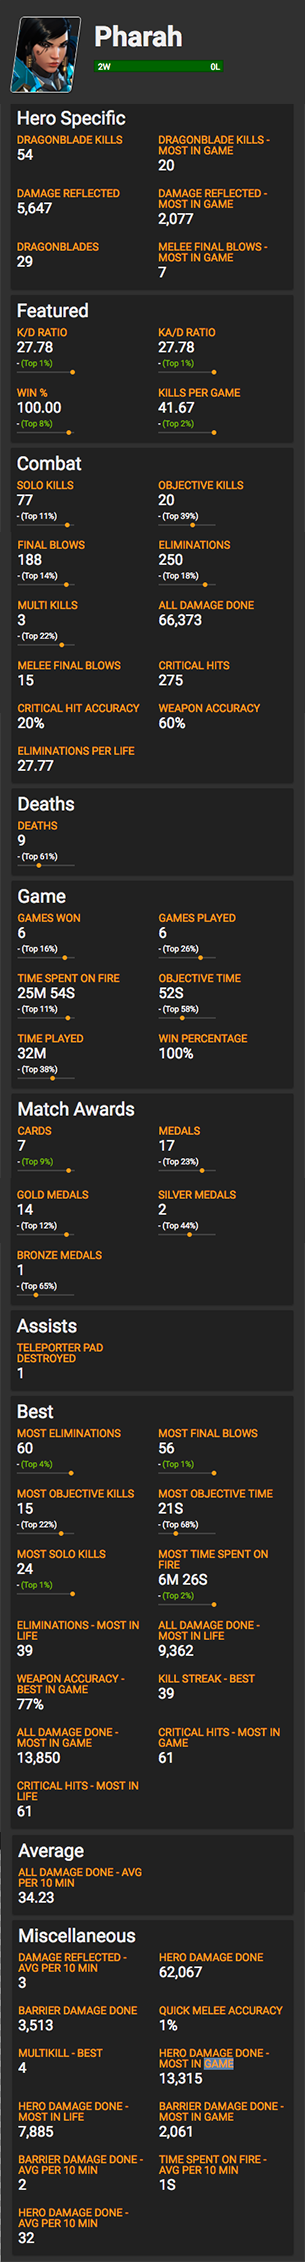 Pharah
2W 0L
Hero Specific
DRAGONBLADE KILLS
54
DRAGONBLADE KILLS -
MOST IN GAME
20
DAMAGE REFLECTED
5,647
DAMAGE REFLECTED -
MOST IN GAME
2,077
DRAGONBLADES
29
MELEE FINAL BLOWS -
MOST IN GAME
7
Featured
K/D RATIO
27.78
- (Top 1%)
KA/D RATIO
27.78
- (Top 1%)
WIN %
100.00
- (Top 8%)
KILLS PER GAME
41.67
- (Top 2%)
Combat
SOLO KILLS
77
- (Top 11%)
OBJECTIVE KILLS
20
- (Top 39%)
FINAL BLOWS
188
- (Top 14%)
ELIMINATIONS
250
- (Top 18%)
MULTI KILLS
3
- (Top 22%)
ALL DAMAGE DONE
66,373
MELEE FINAL BLOWS
15
CRITICAL HITS
275
CRITICAL HIT ACCURACY
20%
WEAPON ACCURACY
60%
ELIMINATIONS PER LIFE
27.77
Deaths
DEATHS
9
- (Top 61%)
Game
GAMES WON
6
- (Top 16%)
GAMES PLAYED
6
- (Top 26%)
TIME SPENT ON FIRE
25M 54S
- (Top 11%)
OBJECTIVE TIME
52S
- (Top 58%)
TIME PLAYED
32M
- (Top 38%)
WIN PERCENTAGE
100%
Match Awards
CARDS
7
- (Top 9%)
MEDALS
17
- (Top 23%)
GOLD MEDALS
14
- (Top 12%)
SILVER MEDALS
2
- (Top 44%)
BRONZE MEDALS
1
- (Top 65%)
Assists
TELEPORTER PAD
DESTROYED
1
Best
MOST ELIMINATIONS
60
- (Top 4%)
MOST FINAL BLOWS
56
- (Top 1%)
MOST OBJECTIVE KILLS
15
- (Top 22%)
MOST OBJECTIVE TIME
21S
- (Top 68%)
MOST SOLO KILLS
24
- (Top 1%)
MOST TIME SPENT ON
FIRE
6M 26S
- (Top 2%)
ELIMINATIONS - MOST IN
LIFE
39
ALL DAMAGE DONE -
MOST IN LIFE
9,362
WEAPON ACCURACY -
BEST IN GAME
77%
KILL STREAK - BEST
39
ALL DAMAGE DONE -
MOST IN GAME
13,850
CRITICAL HITS - MOST IN
GAME
61
CRITICAL HITS - MOST IN
LIFE
61
Average
ALL DAMAGE DONE - AVG
PER 10 MIN
34.23
Miscellaneous
DAMAGE REFLECTED -
AVG PER 10 MIN
3
HERO DAMAGE DONE
62,067
BARRIER DAMAGE DONE
3,513
QUICK MELEE ACCURACY
1%
MULTIKILL - BEST
4
HERO DAMAGE DONE -
MOST IN GAME
13,315
HERO DAMAGE DONE -
MOST IN LIFE
7,885
BARRIER DAMAGE DONE -
MOST IN GAME
2,061
BARRIER DAMAGE DONE -
AVG PER 10 MIN
2
TIME SPENT ON FIRE -
AVG PER 10 MIN
1S
HERO DAMAGE DONE -
AVG PER 10 MIN
32